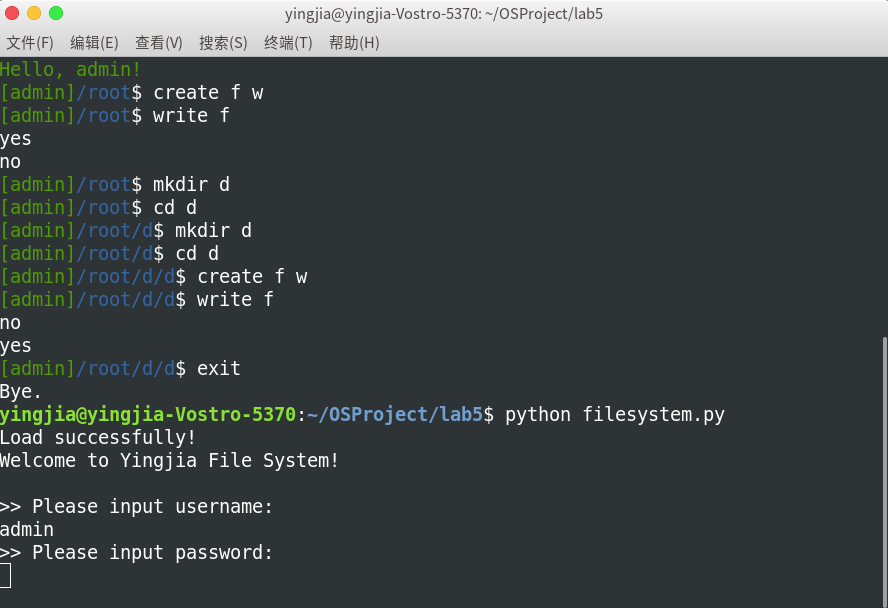 yingjia@yingjia-Vostro-5370: ~/OSProject/lab5
文件(F) 编辑(E) 查看(V) 搜索(S) 终端(T) 帮助(H)
Hello, admin!
[admin]/root$ create f w
[admin]/root$ write f
yes
no
[admin]/root$ mkdir d
[admin]/root$ cd d
[admin]/root/d$ mkdir d
[admin]/root/d$ cd d
[admin]/root/d/d$ create f w
[admin]/root/d/d$ write f
no
yes
[admin]/root/d/d$ exit
Bye.
yingjia@yingjia-Vostro-5370:~/OSProject/lab5$ python filesystem.py
Load successfully!
Welcome to Yingjia File System!
>> Please input username:
admin
>> Please input password: